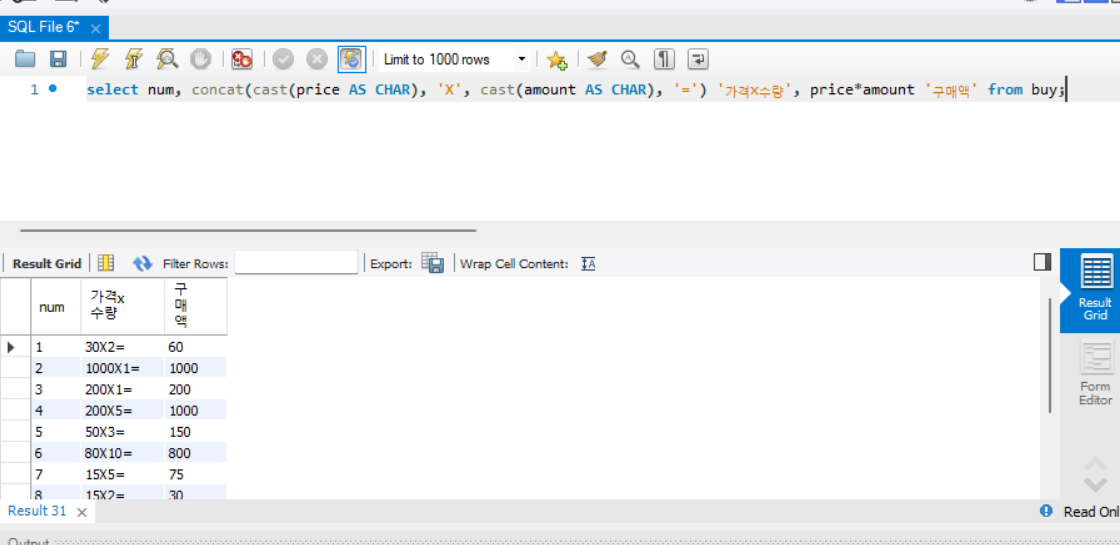 SQL File 6*
Limit to 1000 rows
1 select num, concat(cast(price AS CHAR), 'X', cast(amount AS CHAR), '=') '가격x수량', price*amount '구매액' from buy;
Result Grid Filter Rows: Export: Wrap Cell Content:
num 가격x수량 구매액
1 30X2= 60
2 1000X1= 1000
3 200X1= 200
4 200X5= 1000
5 50X3= 150
6 80X10= 800
7 15X5= 75
8 15X2= 30
Result
Grid
Form
Editor
Result 31
Read Onl
Output